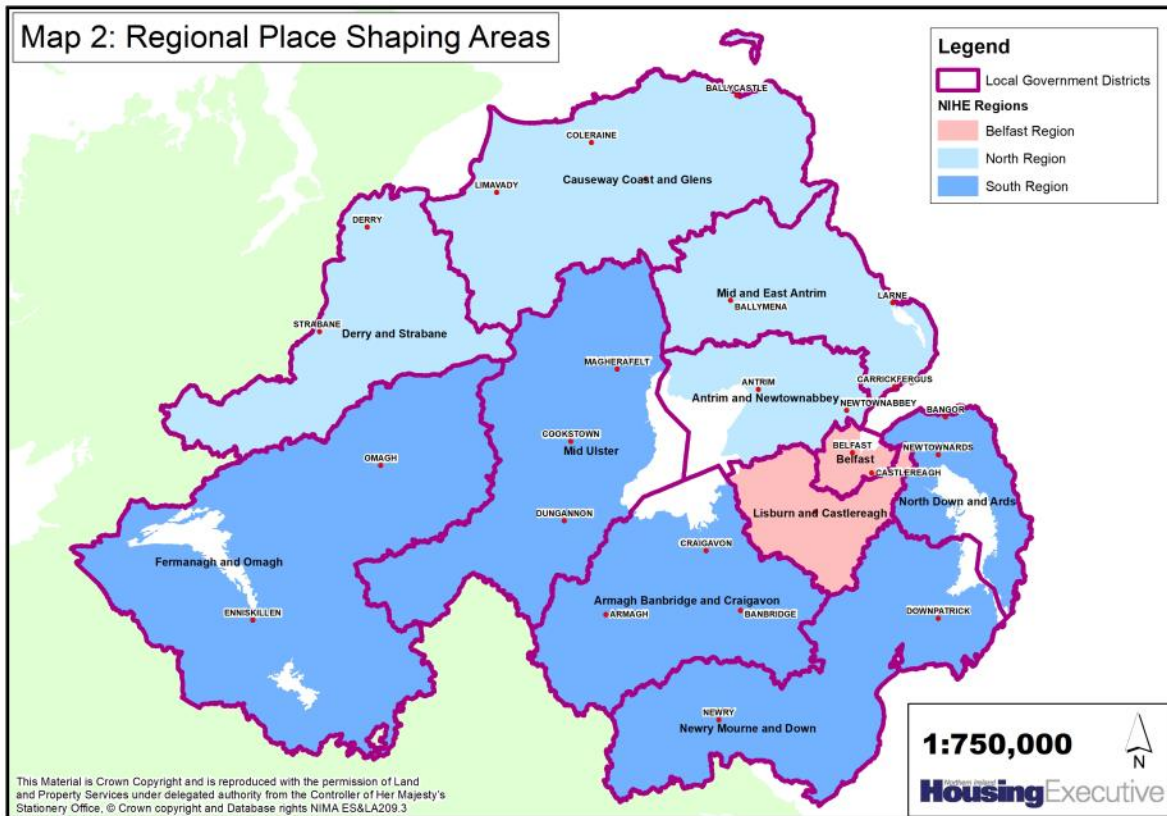 Map 2: Regional Place Shaping Areas
Legend
Local Government Districts
NIHE Regions
Belfast Region
North Region
South Region
BALLYCASTLE
COLERAINE
LIMAVADY
Causeway Coast and Glens
DERRY
STRABANE
Derry and Strabane
Mid and East Antrim
BALLYMENA
LARNE
MAGHERAFELT
ANTRIM
Antrim and Newtownabbey
CARRICKFERGUS
NEWTOWNABBEY
BANGOR
COOKSTOWN
Mid Ulster
OMAGH
BELFAST
Belfast
NEWTOWNARDS
CASTLEREAGH
North Down and Ards
Lisburn and Castlereagh
DUNGANNON
CRAIGAVON
Fermanagh and Omagh
ENNISKILLEN
Armagh Banbridge and Craigavon
ARMAGH
BANBRIDGE
DOWNPATRICK
NEWRY
Newry Mourne and Down
1:750,000
N
Northern Ireland
HousingExecutive
This Material is Crown Copyright and is reproduced with the permission of Land
and Property Services under delegated authority from the Controller of Her Majesty's
Stationery Office, © Crown copyright and Database rights NIMA ES&LA209.3